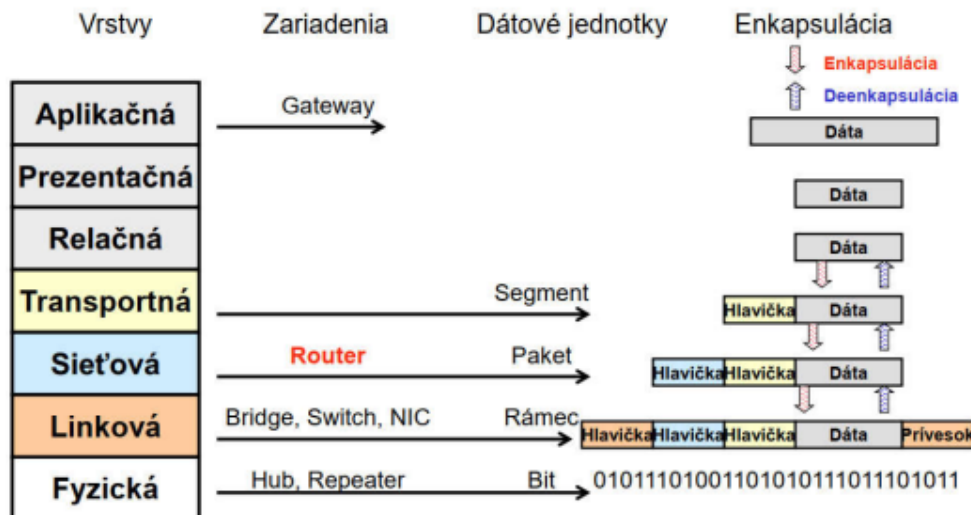 Vrstvy Zariadenia Dátové jednotky Enkapsulácia
Enkapsulácia
Deenkapsulácia
Aplikačná Gateway Dáta
Prezentačná Dáta
Relačná Dáta
Transportná Segment Hlavička Dáta
Sieťová Router Paket Hlavička Hlavička Dáta
Linková Bridge, Switch, NIC Rámec Hlavička Hlavička Hlavička Dáta Prívesok
Fyzická Hub, Repeater Bit 0101110100110101011101110101011